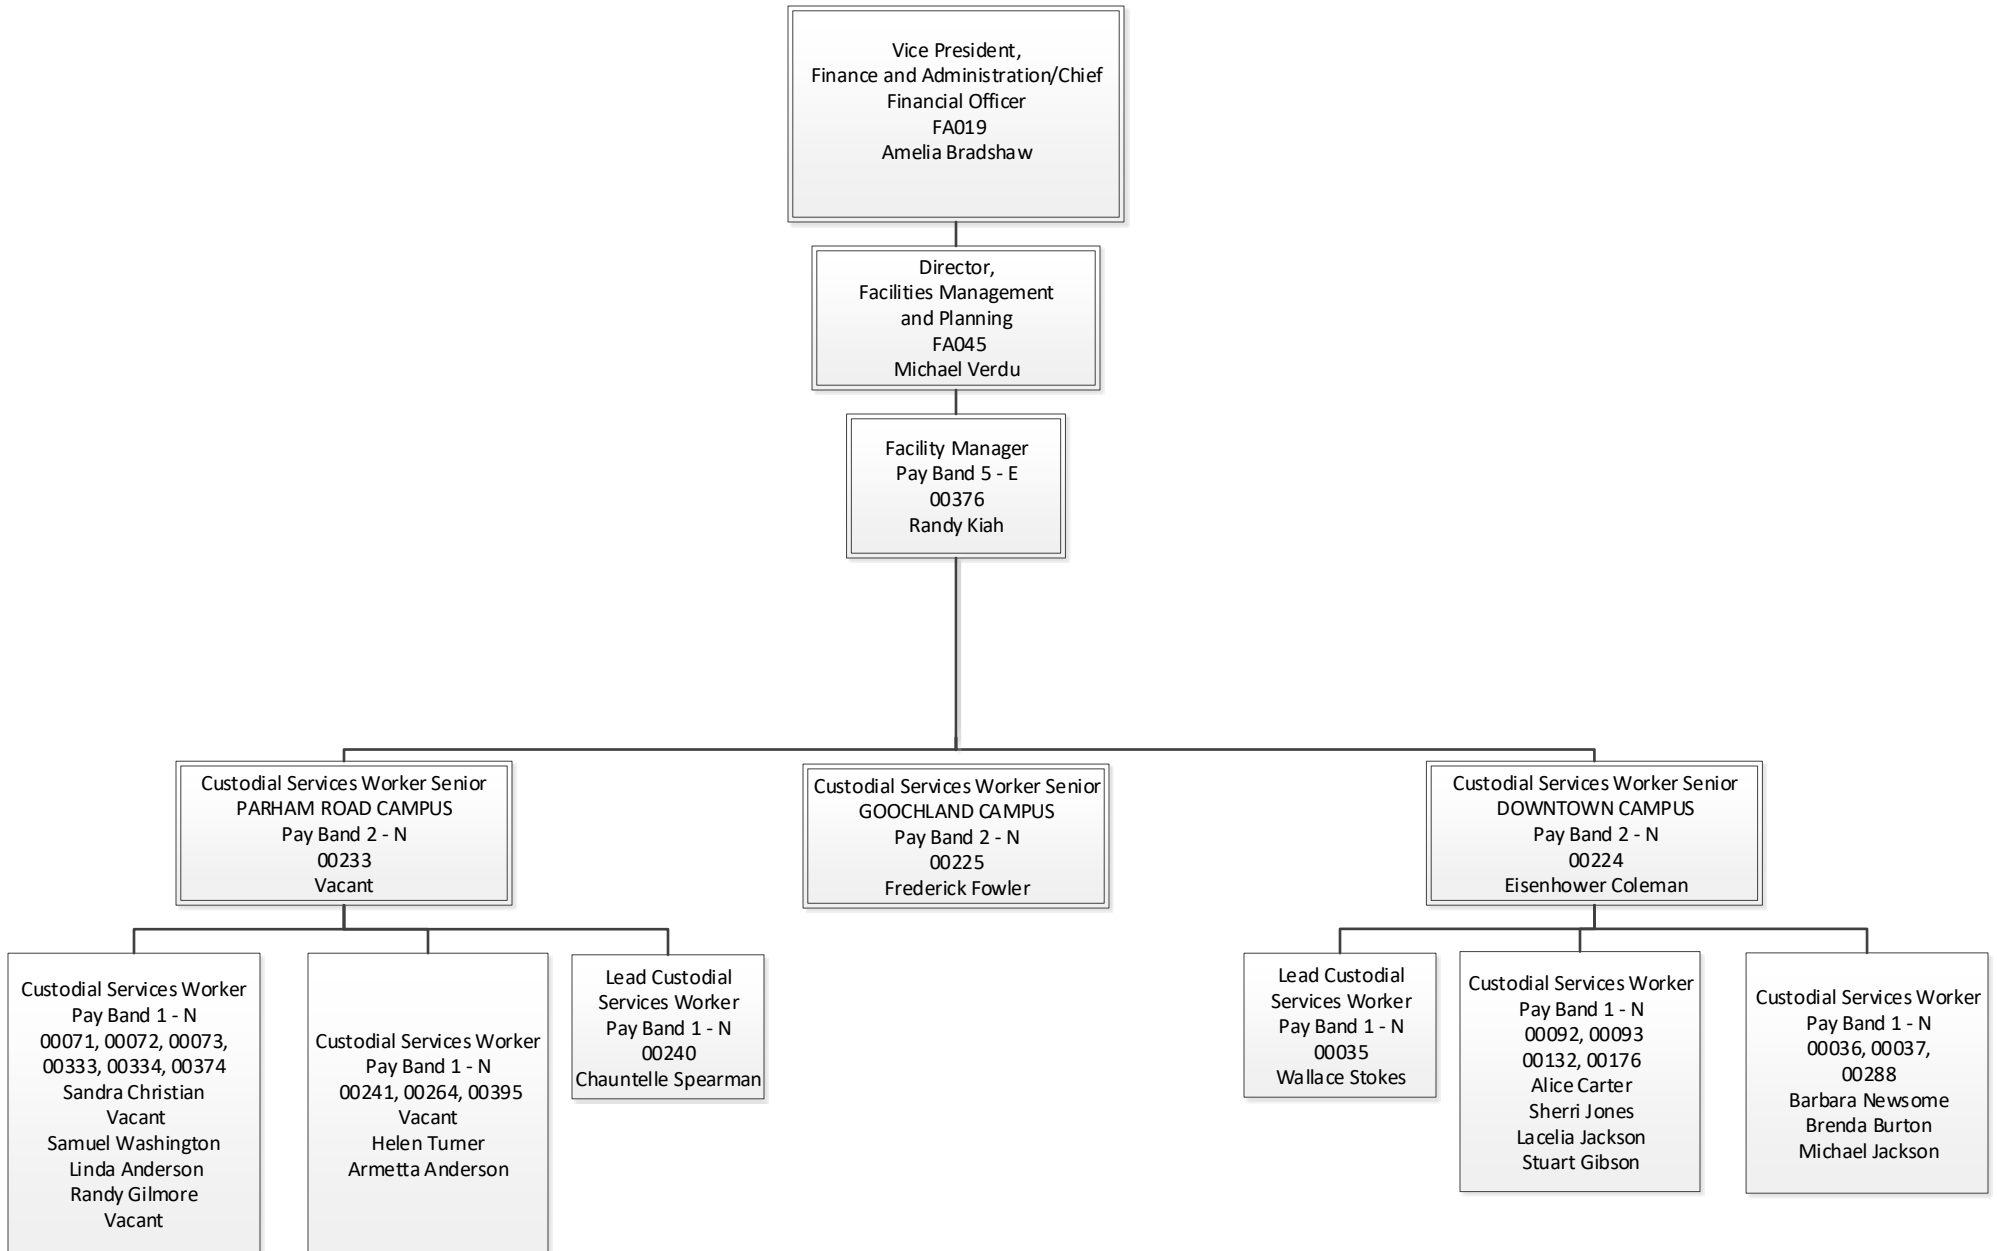 Vice President,
Finance and Administration/Chief
Financial Officer
FA019
Amelia Bradshaw
Director,
Facilities Management
and Planning
FA045
Michael Verdu
Facility Manager
Pay Band 5 - E
00376
Randy Kiah
Custodial Services Worker Senior
PARHAM ROAD CAMPUS
Pay Band 2 - N
00233
Vacant
Custodial Services Worker Senior
GOOCHLAND CAMPUS
Pay Band 2 - N
00225
Frederick Fowler
Custodial Services Worker Senior
DOWNTOWN CAMPUS
Pay Band 2 - N
00224
Eisenhower Coleman
Custodial Services Worker
Pay Band 1 - N
00071, 00072, 00073,
00333, 00334, 00374
Sandra Christian
Vacant
Samuel Washington
Linda Anderson
Randy Gilmore
Vacant
Custodial Services Worker
Pay Band 1 - N
00241, 00264, 00395
Vacant
Helen Turner
Armetta Anderson
Lead Custodial
Services Worker
Pay Band 1 - N
00240
Chauntelle Spearman
Lead Custodial
Services Worker
Pay Band 1 - N
00035
Wallace Stokes
Custodial Services Worker
Pay Band 1 - N
00092, 00093
00132, 00176
Alice Carter
Sherri Jones
Lacelia Jackson
Stuart Gibson
Custodial Services Worker
Pay Band 1 - N
00036, 00037,
00288
Barbara Newsome
Brenda Burton
Michael Jackson